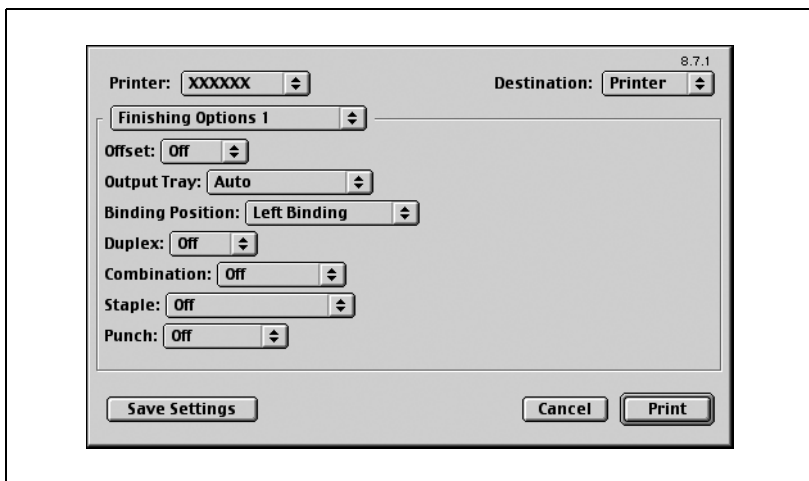 8.7.1
Printer: XXXXXX Destination: Printer
Finishing Options 1
Offset: Off
Output Tray: Auto
Binding Position: Left Binding
Duplex: Off
Combination: Off
Staple: Off
Punch: Off
Save Settings Cancel Print